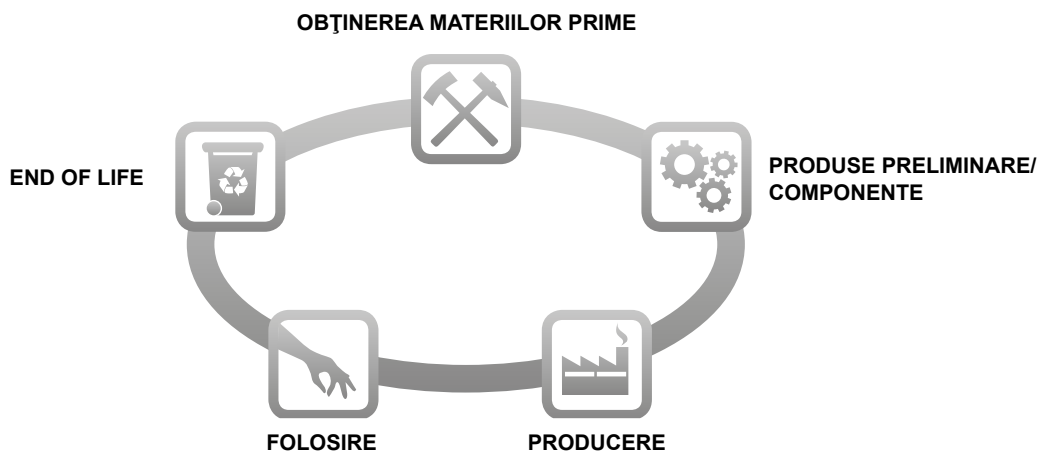 OBŢINEREA MATERIILOR PRIME
END OF LIFE
PRODUSE PRELIMINARE/
COMPONENTE
FOLOSIRE
PRODUCERE